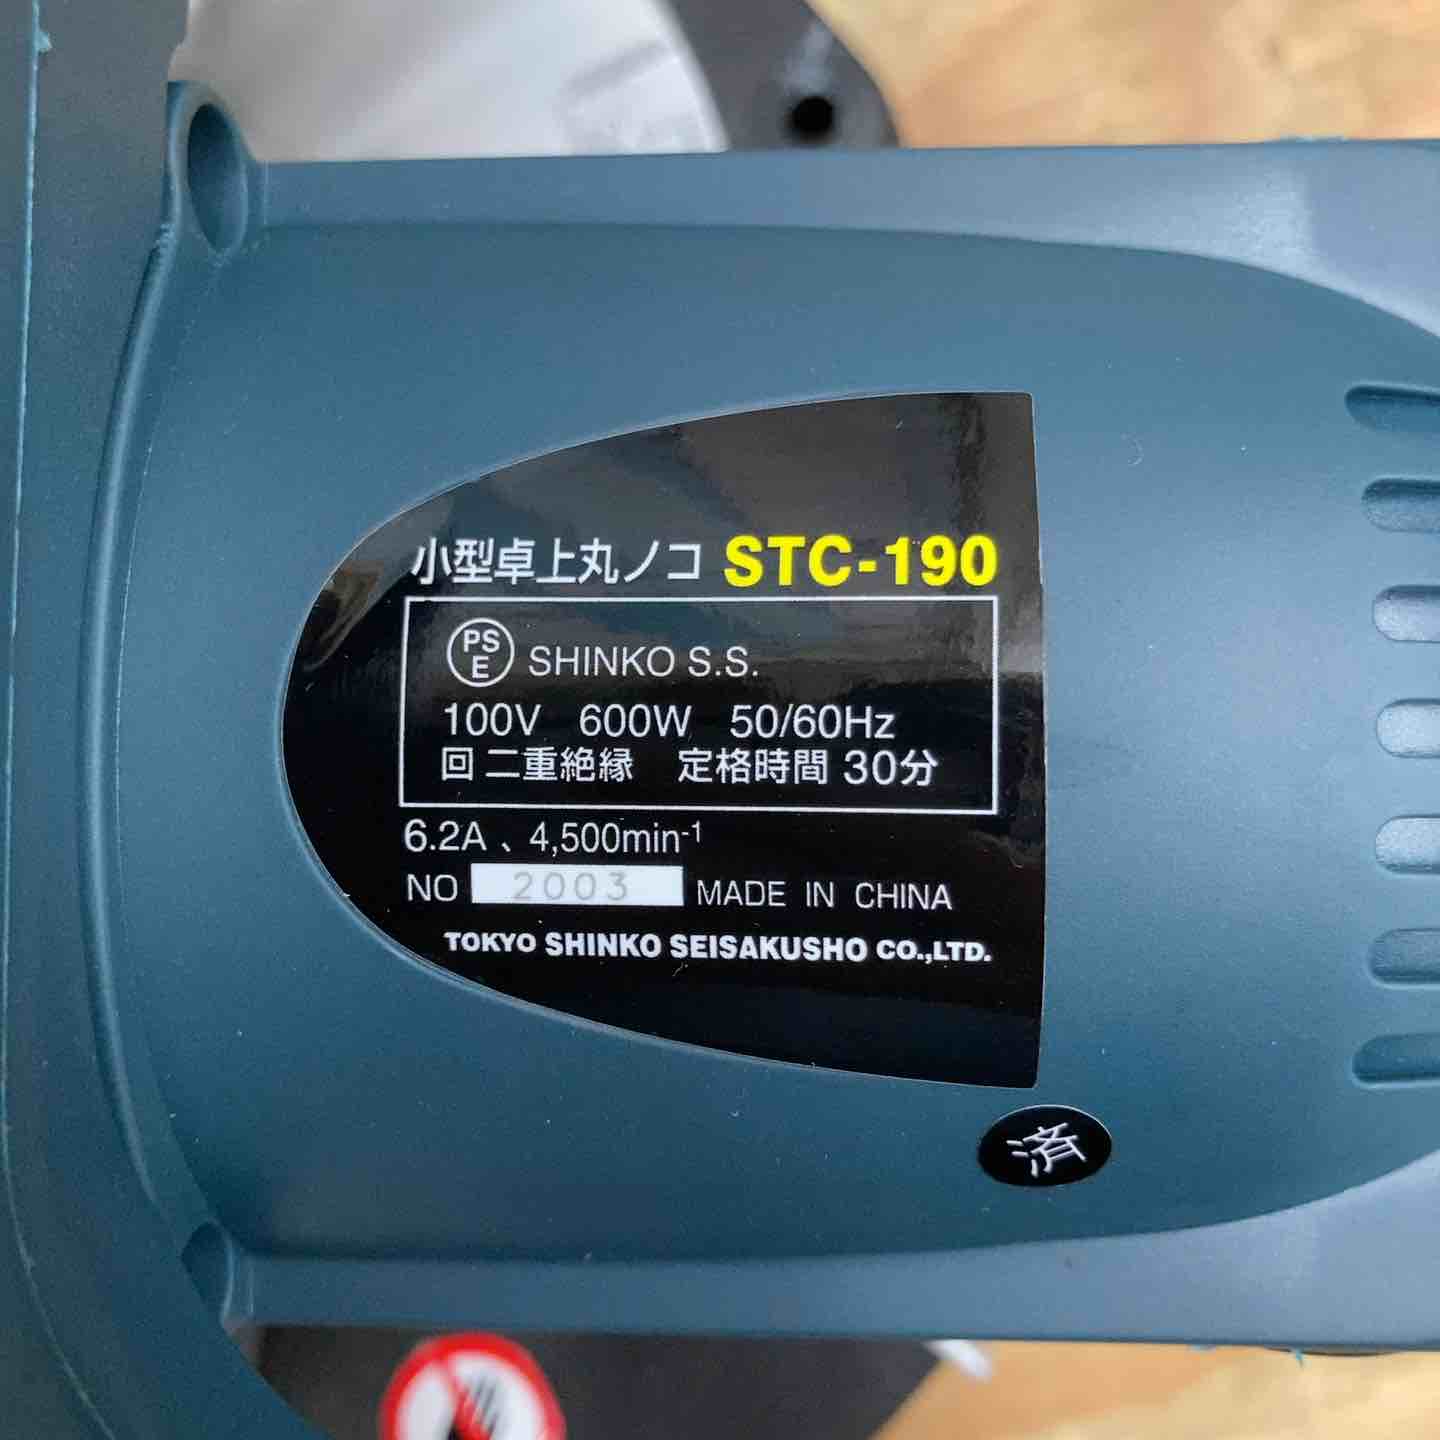 小型卓上丸ノコ STC-190
PSE SHINKO S.S.
100V 600W 50/60Hz
回 二重絶縁 定格時間 30分
6.2A、4,500min-1
NO 2003 MADE IN CHINA
TOKYO SHINKO SEISAKUSHO CO.,LTD.
済